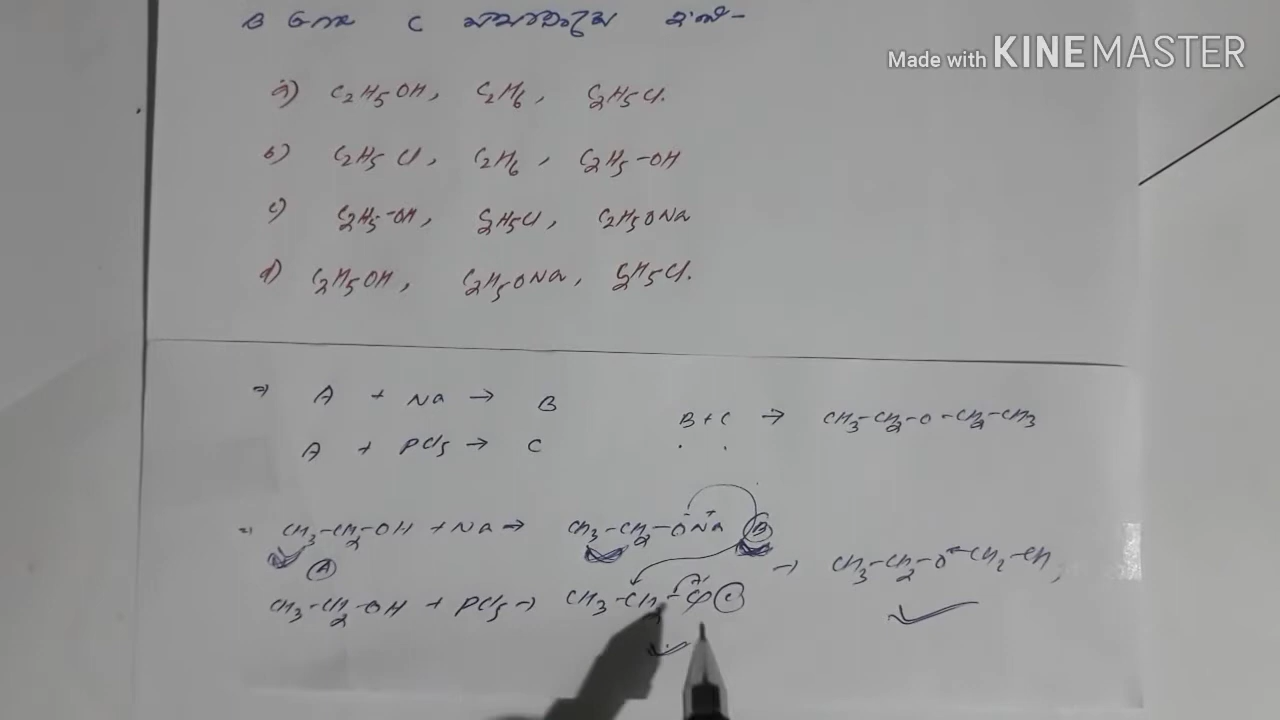 Made with KINEMASTER
B C
a) C2H5OH, C2H6, C2H5Cl.
b) C2H5Cl, C2H6, C2H5-OH
c) C2H5-OH, C2H5Cl, C2H5ONa
d) C2H5OH, C2H5ONa, C2H5Cl.
⇒ A + Na → B
A + PCl5 → C
B+C → CH3-CH2-O-CH2-CH3
⇒ CH3-CH2-OH + Na → CH3-CH2-O⁻Na⁺ B
A
CH3-CH2-OH + PCl5 → CH3-CH2-Cl C → CH3-CH2-O-CH2-CH3